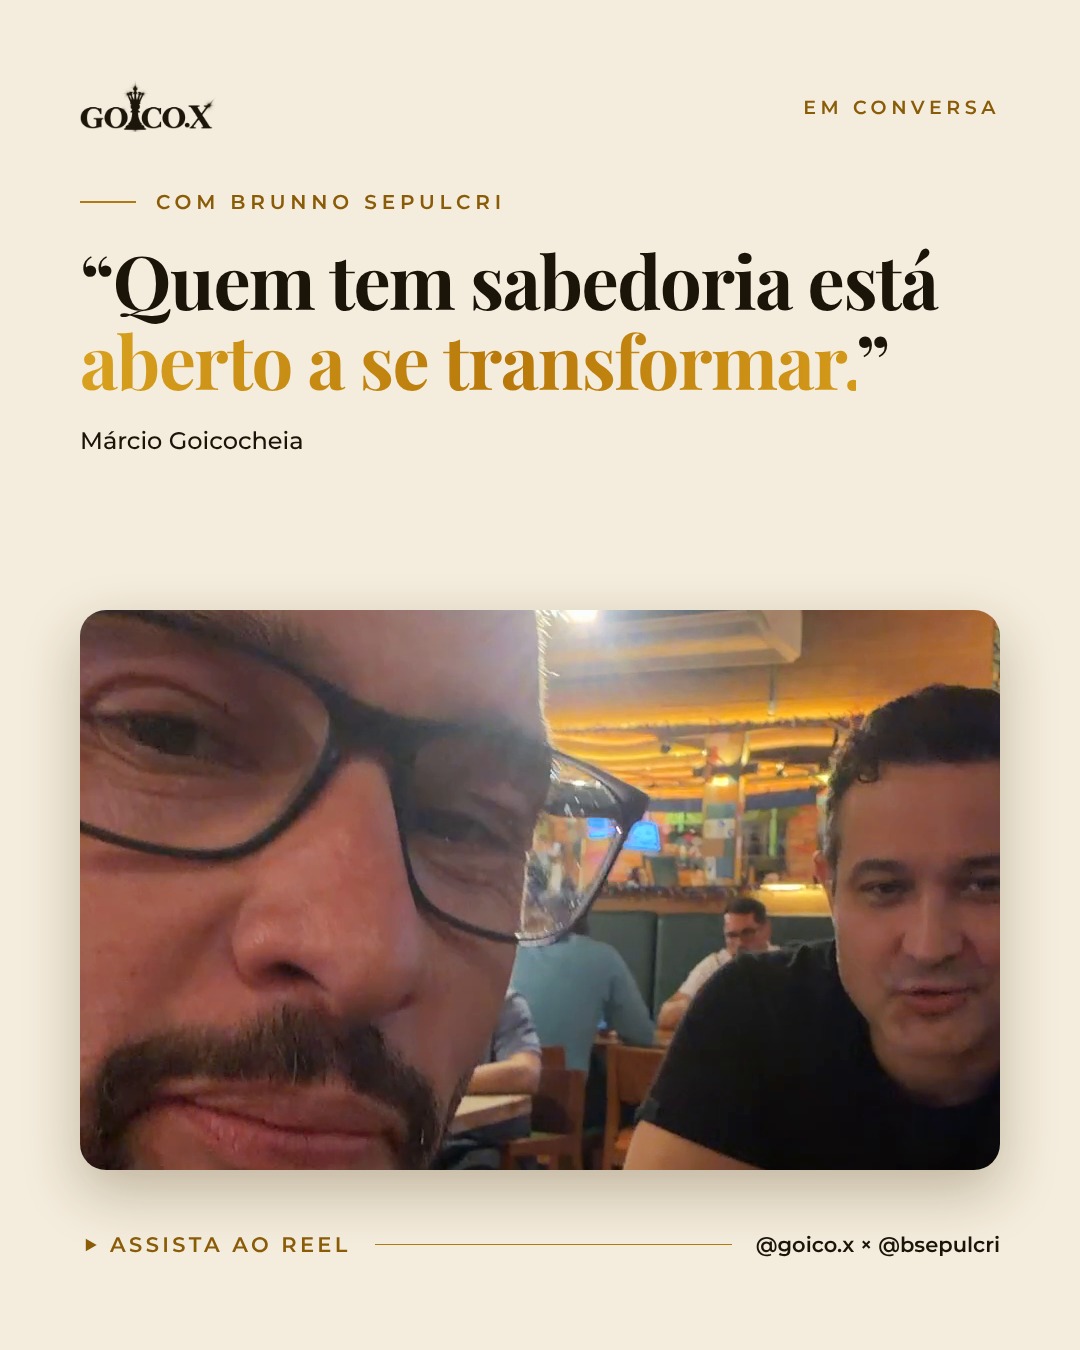 GOICO.X
EM CONVERSA
COM BRUNNO SEPULCRI
“Quem tem sabedoria está
aberto a se transformar.”
Márcio Goicocheia
ASSISTA AO REEL
@goico.x × @bsepulcri